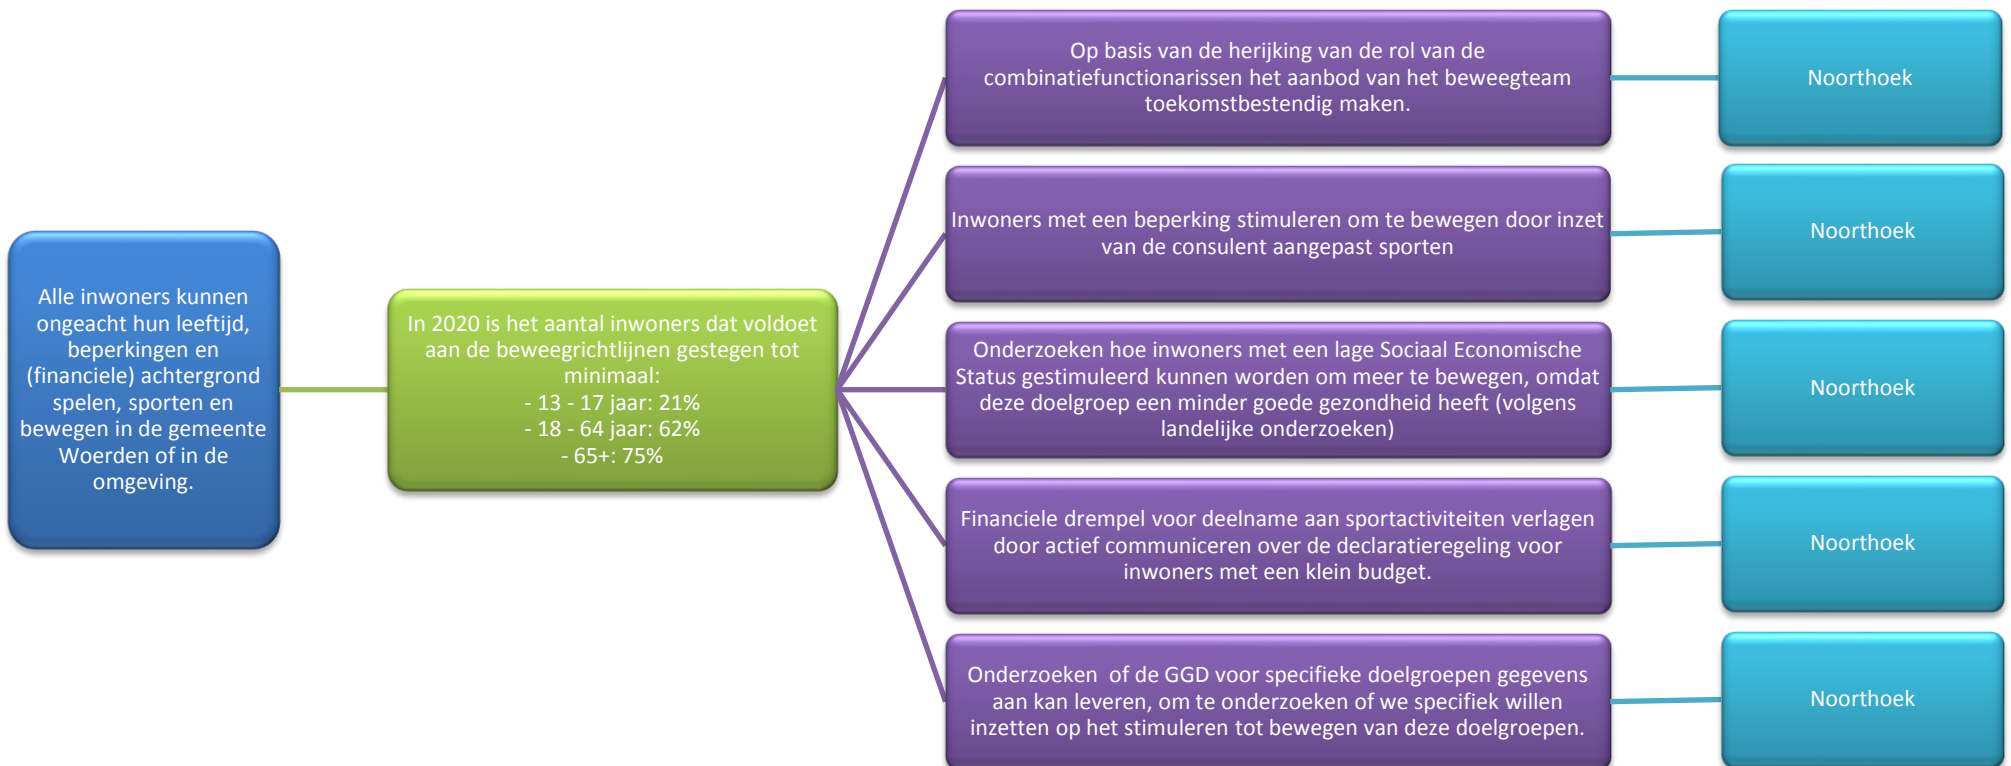 Alle inwoners kunnen
ongeacht hun leeftijd,
beperkingen en
(financiele) achtergrond
spelen, sporten en
bewegen in de gemeente
Woerden of in de
omgeving.
In 2020 is het aantal inwoners dat voldoet
aan de beweegrichtlijnen gestegen tot
minimaal:
- 13 - 17 jaar: 21%
- 18 - 64 jaar: 62%
- 65+: 75%
Op basis van de herijking van de rol van de
combinatiefunctionarissen het aanbod van het beweegteam
toekomstbestendig maken.
Noorthoek
Inwoners met een beperking stimuleren om te bewegen door inzet
van de consulent aangepast sporten
Noorthoek
Onderzoeken hoe inwoners met een lage Sociaal Economische
Status gestimuleerd kunnen worden om meer te bewegen, omdat
deze doelgroep een minder goede gezondheid heeft (volgens
landelijke onderzoeken)
Noorthoek
Financiele drempel voor deelname aan sportactiviteiten verlagen
door actief communiceren over de declaratieregeling voor
inwoners met een klein budget.
Noorthoek
Onderzoeken  of de GGD voor specifieke doelgroepen gegevens
aan kan leveren, om te onderzoeken of we specifiek willen
inzetten op het stimuleren tot bewegen van deze doelgroepen.
Noorthoek